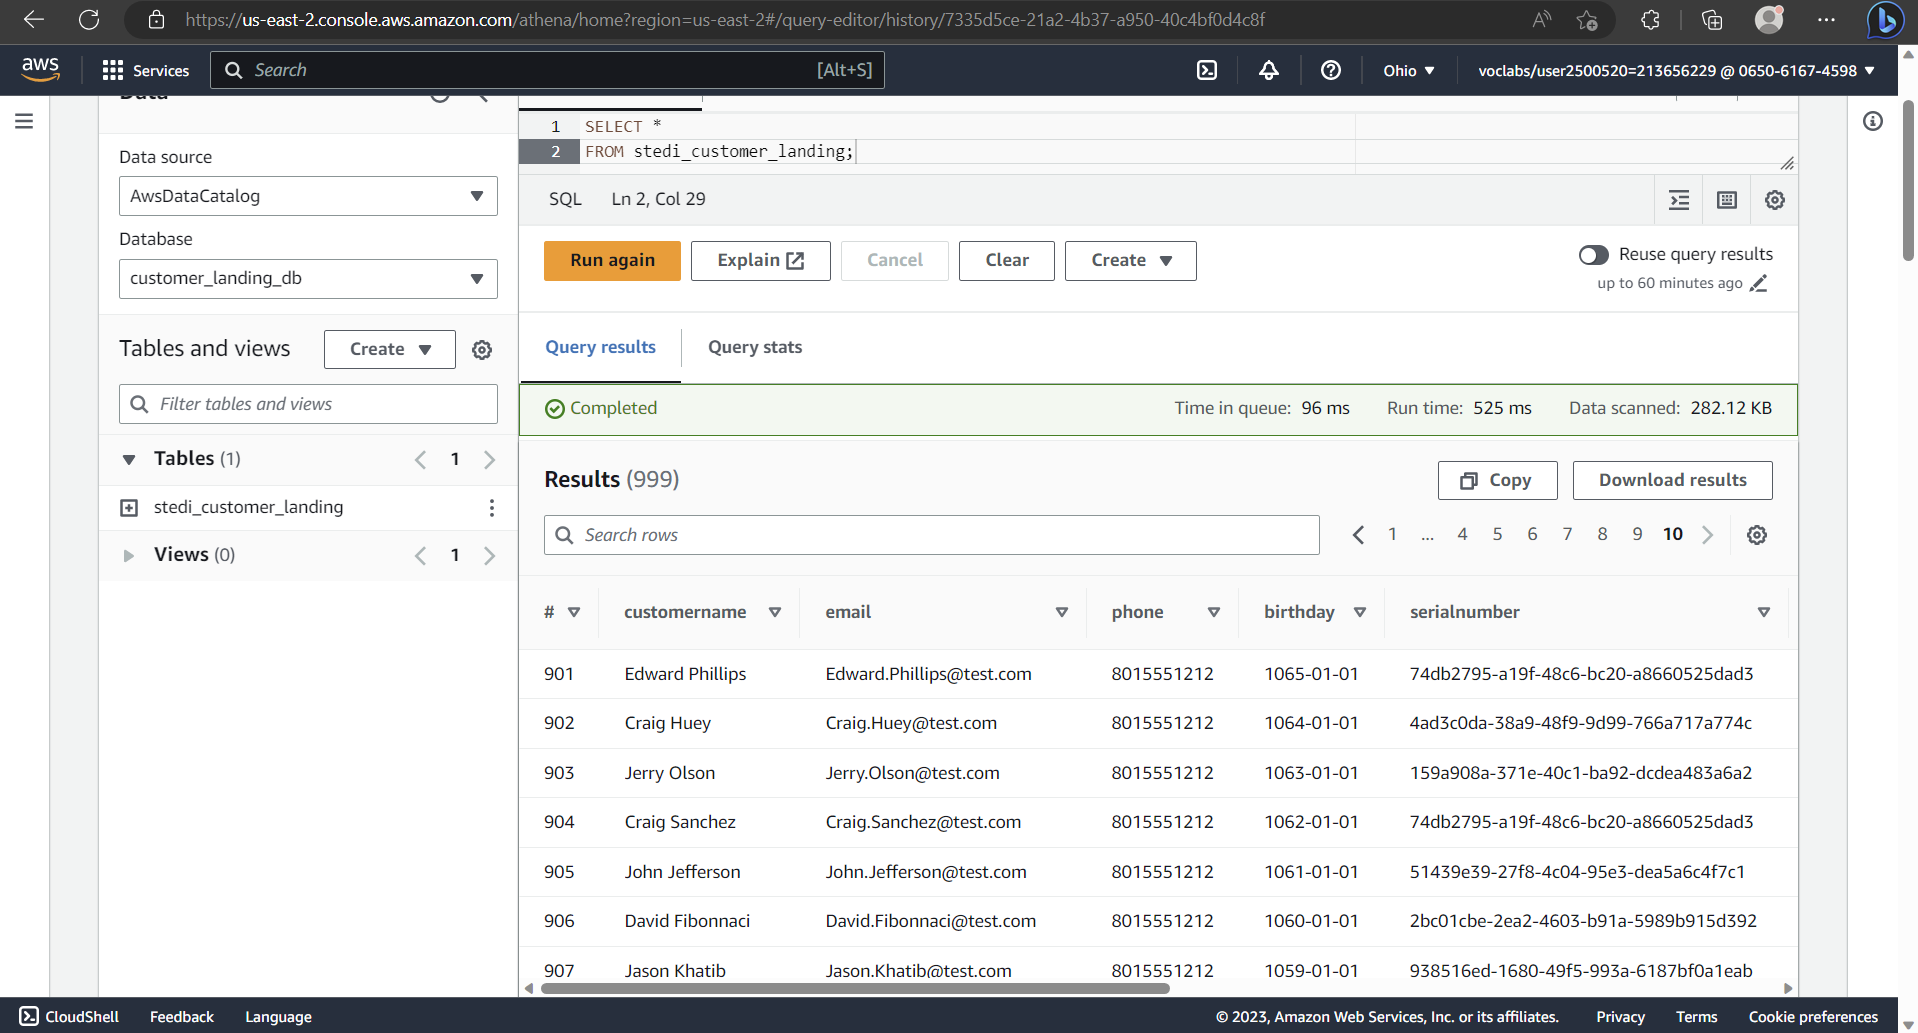 https://us-east-2.console.aws.amazon.com/athena/home?region=us-east-2#/query-editor/history/7335d5ce-21a2-4b37-a950-40c4bf0d4c8f
aws Services Search [Alt+S] Ohio voclabs/user2500520=213656229 @ 0650-6167-4598
Data
Data source
AwsDataCatalog
Database
customer_landing_db
Tables and views Create
Filter tables and views
Tables (1) 1
stedi_customer_landing
Views (0) 1
1 SELECT *
2 FROM stedi_customer_landing;
SQL Ln 2, Col 29
Run again Explain Cancel Clear Create Reuse query results
up to 60 minutes ago
Query results Query stats
Completed Time in queue: 96 ms Run time: 525 ms Data scanned: 282.12 KB
Results (999) Copy Download results
Search rows 1 ... 4 5 6 7 8 9 10
# customername email phone birthday serialnumber
901 Edward Phillips Edward.Phillips@test.com 8015551212 1065-01-01 74db2795-a19f-48c6-bc20-a8660525dad3
902 Craig Huey Craig.Huey@test.com 8015551212 1064-01-01 4ad3c0da-38a9-48f9-9d99-766a717a774c
903 Jerry Olson Jerry.Olson@test.com 8015551212 1063-01-01 159a908a-371e-40c1-ba92-dcdea483a6a2
904 Craig Sanchez Craig.Sanchez@test.com 8015551212 1062-01-01 74db2795-a19f-48c6-bc20-a8660525dad3
905 John Jefferson John.Jefferson@test.com 8015551212 1061-01-01 51439e39-27f8-4c04-95e3-dea5a6c4f7c1
906 David Fibonnaci David.Fibonnaci@test.com 8015551212 1060-01-01 2bc01cbe-2ea2-4603-b91a-5989b915d392
907 Jason Khatib Jason.Khatib@test.com 8015551212 1059-01-01 938516ed-1680-49f5-993a-6187bf0a1eab
CloudShell Feedback Language © 2023, Amazon Web Services, Inc. or its affiliates. Privacy Terms Cookie preferences